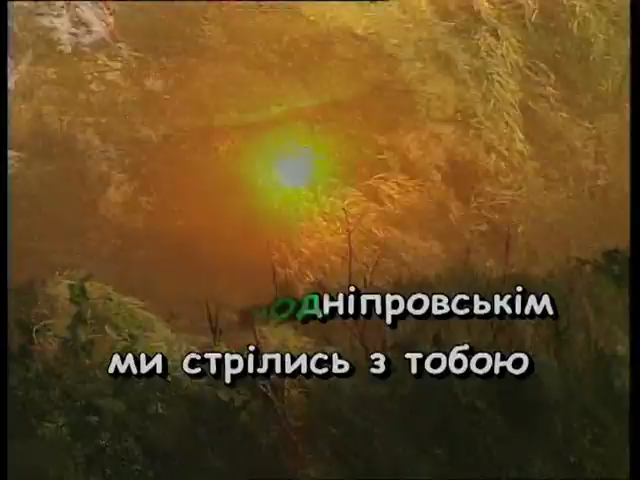 одніпровськім
ми стрілись з тобою